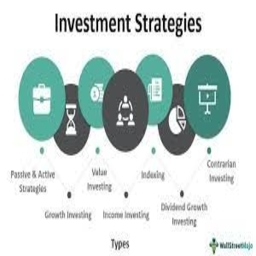 Investment Strategies
Passive & Active
Strategies
Growth Investing
Value
Investing
Income Investing
Indexing
Dividend Growth
Investing
Contrarian
Investing
Types
WallStreetMojo